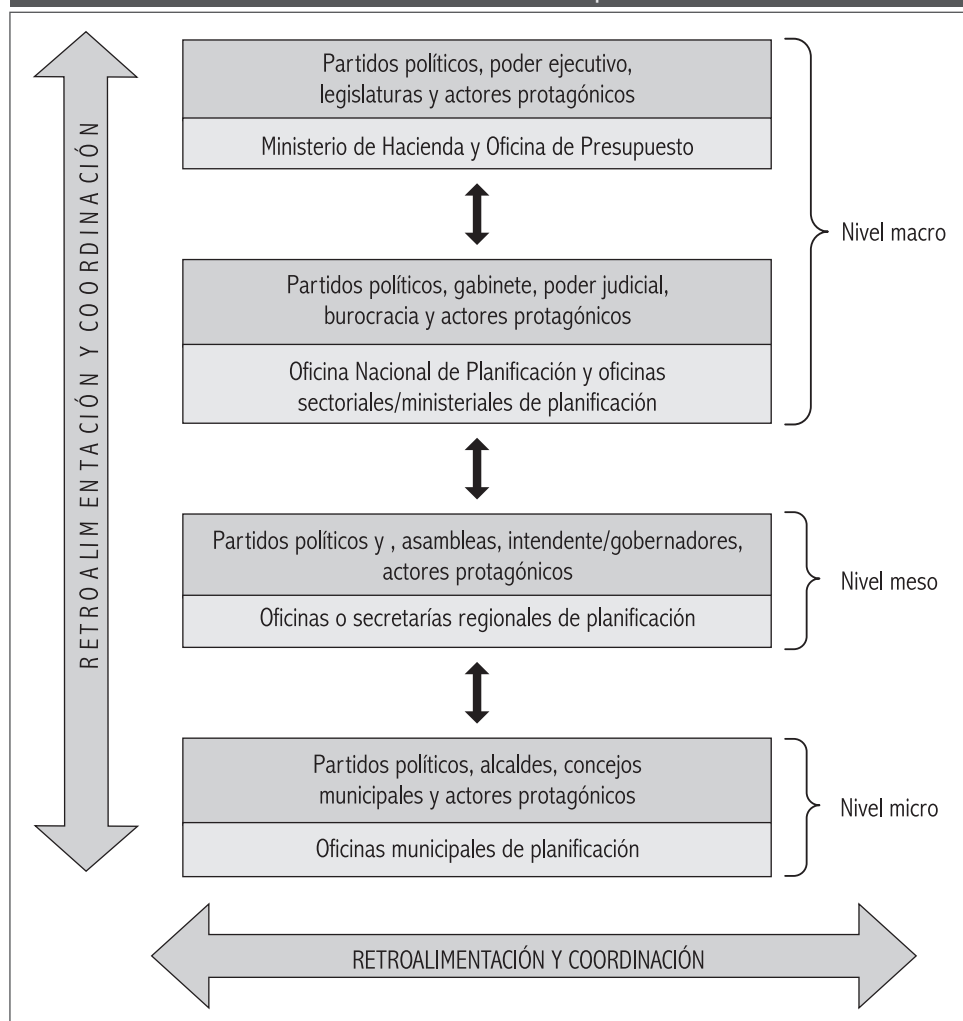 RETROALIMENTACIÓN Y COORDINACIÓN
Partidos políticos, poder ejecutivo,
legislaturas y actores protagónicos
Ministerio de Hacienda y Oficina de Presupuesto
Nivel macro
Partidos políticos, gabinete, poder judicial,
burocracia y actores protagónicos
Oficina Nacional de Planificación y oficinas
sectoriales/ministeriales de planificación
Partidos políticos y , asambleas, intendente/gobernadores,
actores protagónicos
Oficinas o secretarías regionales de planificación
Nivel meso
Partidos políticos, alcaldes, concejos
municipales y actores protagónicos
Oficinas municipales de planificación
Nivel micro
RETROALIMENTACIÓN Y COORDINACIÓN